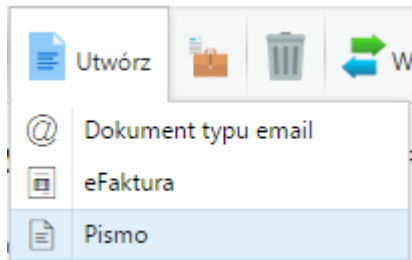 Utwórz
W
@ Dokument typu email
eFaktura
Pismo